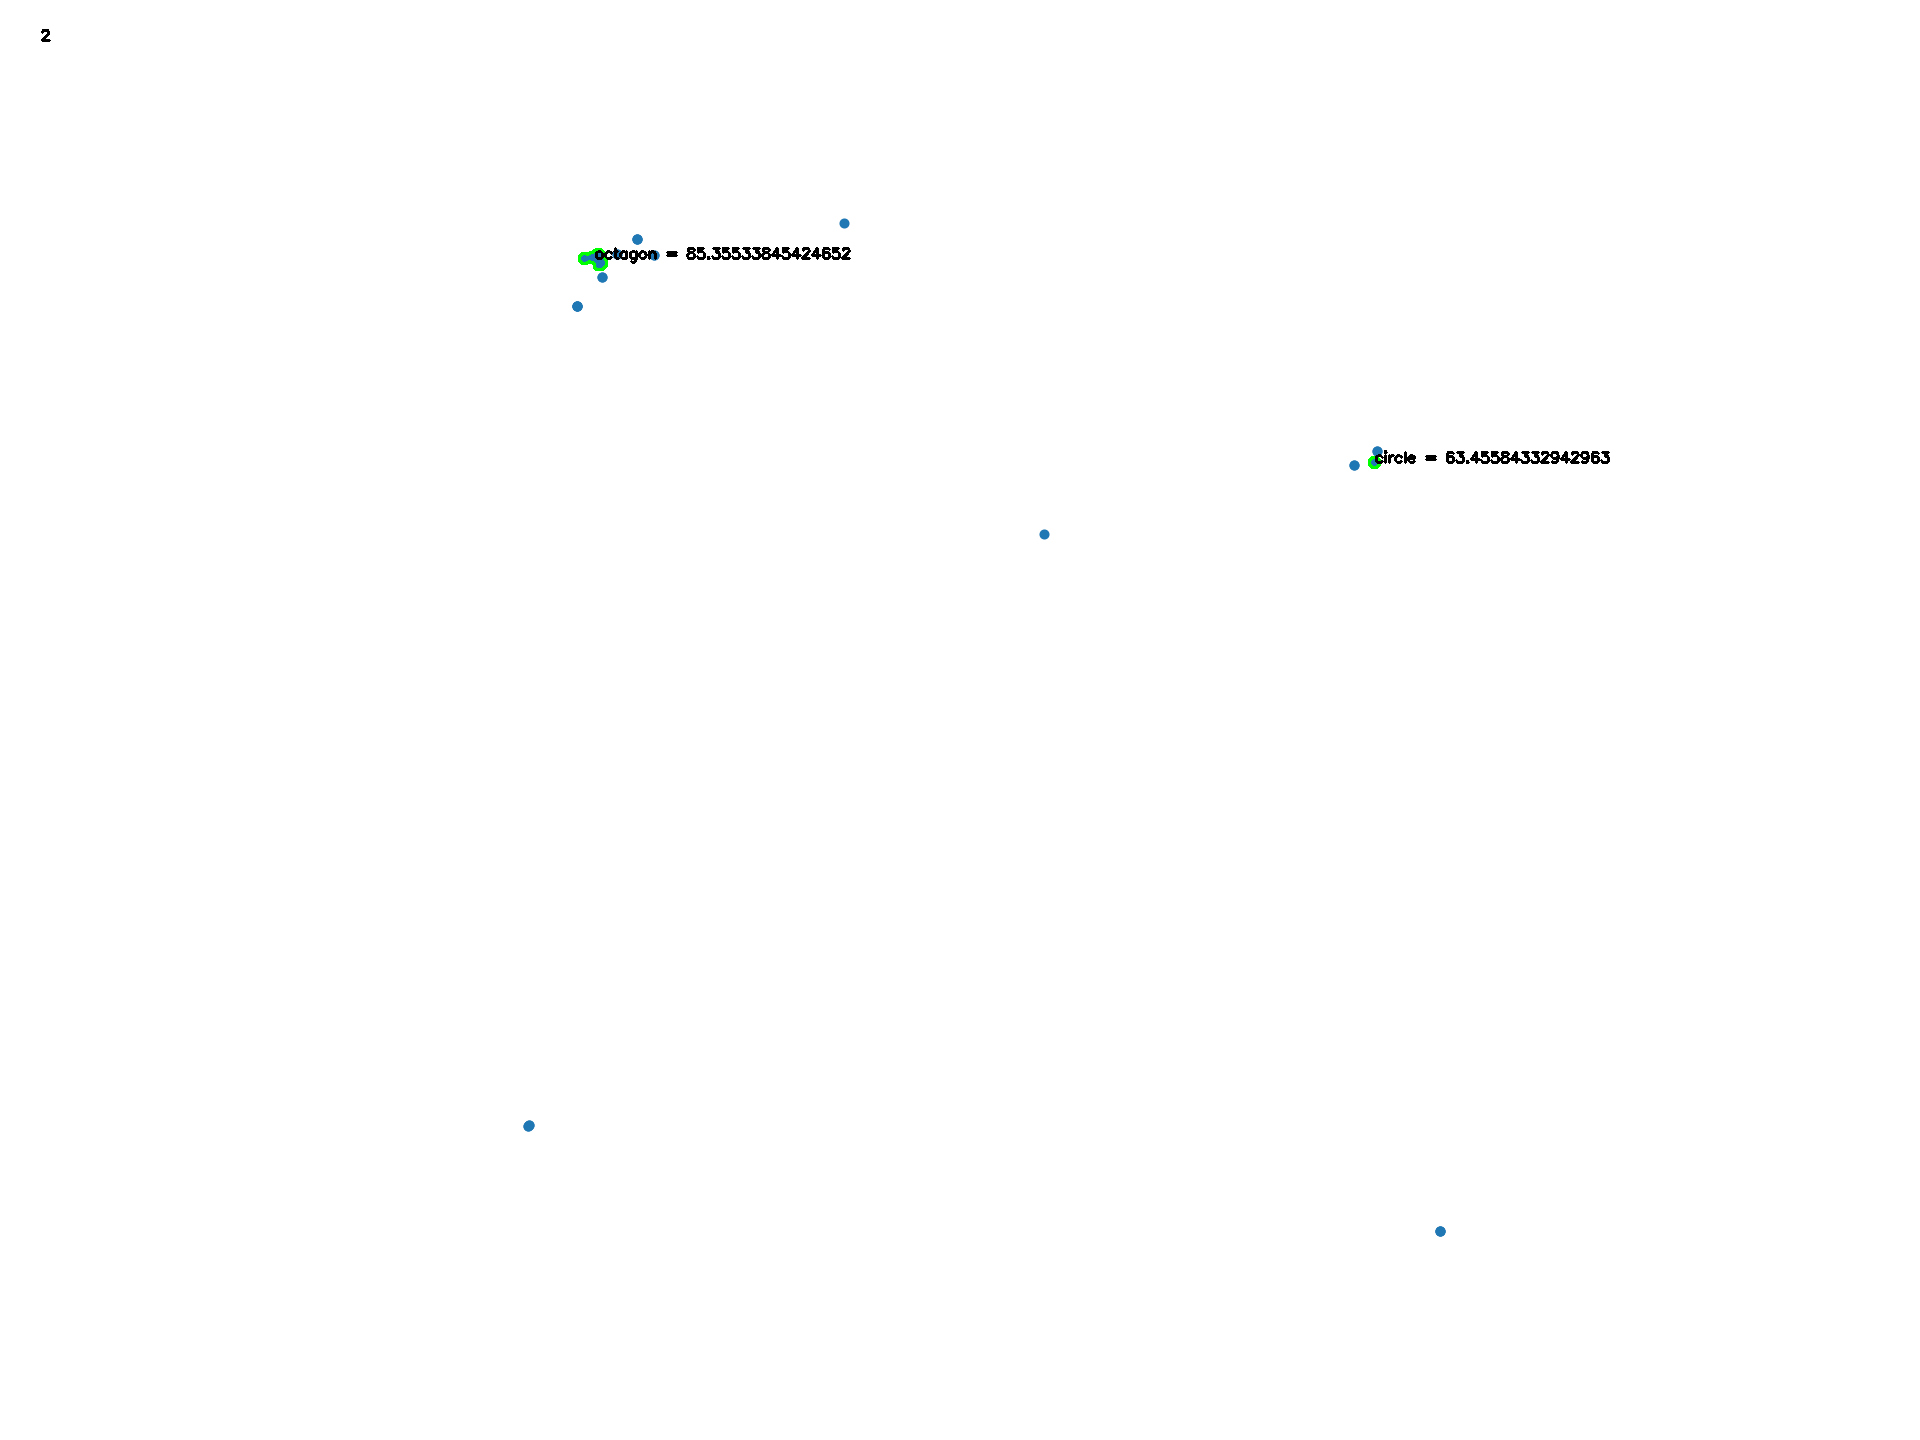 2
octagon = 85.35533845424652
circle = 63.45584332942963